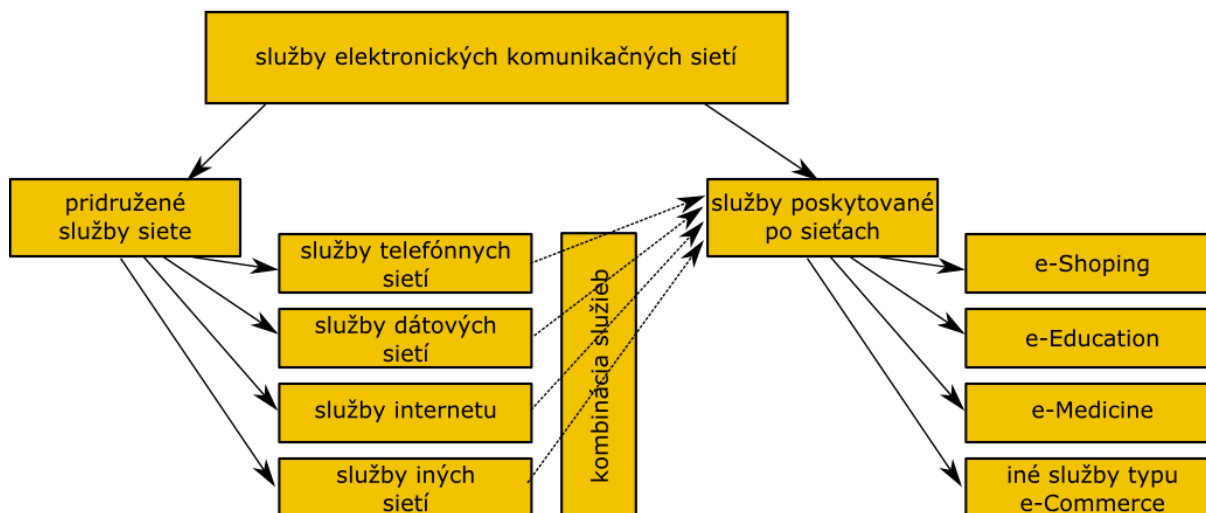 služby elektronických komunikačných sietí
pridružené
služby siete
služby telefónnych
sietí
služby dátových
sietí
služby internetu
služby iných
sietí
kombinácia služieb
služby poskytované
po sieťach
e-Shoping
e-Education
e-Medicine
iné služby typu
e-Commerce